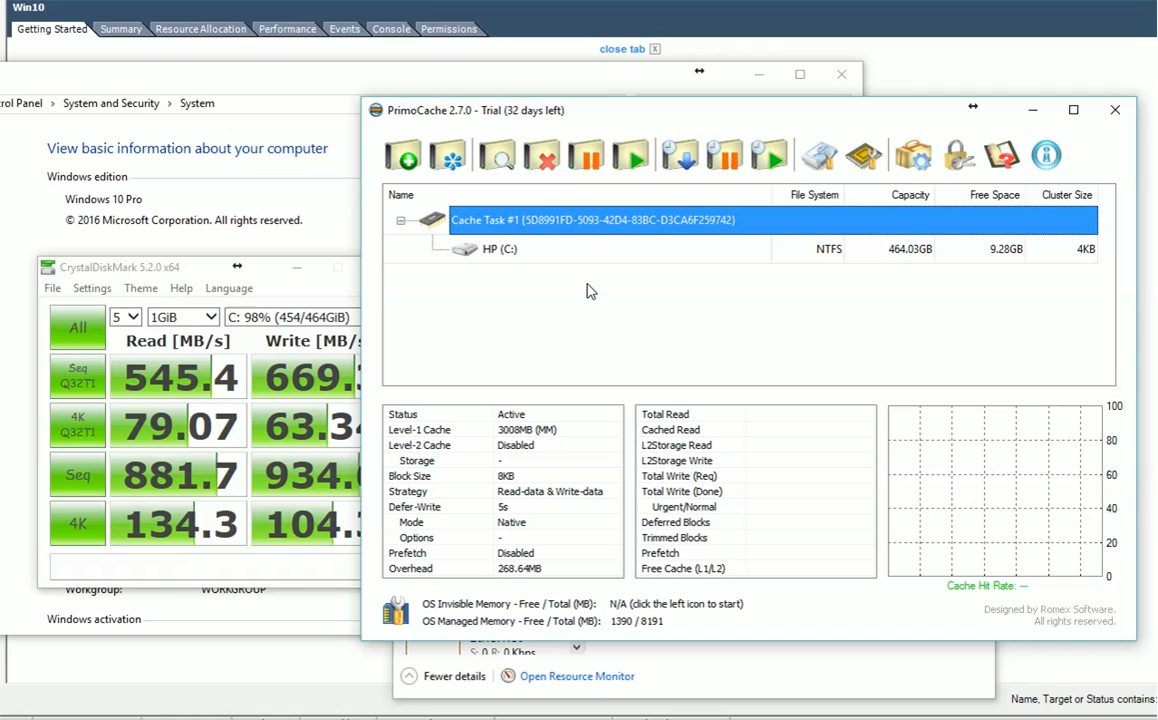 Win10
Getting Started Summary Resource Allocation Performance Events Console Permissions
close tab X
rol Panel > System and Security > System
View basic information about your computer
Windows edition
Windows 10 Pro
© 2016 Microsoft Corporation. All rights reserved.
CrystalDiskMark 5.2.0 x64
File Settings Theme Help Language
All 5 1GiB C: 98% (454/464GiB)
Read [MB/s] Write [MB/s
Seq Q32T1 545.4 669.
4K Q32T1 79.07 63.34
Seq 881.7 934.
4K 134.3 104.
Workgroup: WORKGROUP
Windows activation
PrimoCache 2.7.0 - Trial (32 days left)
Name File System Capacity Free Space Cluster Size
Cache Task #1 {5D8991FD-5093-42D4-83BC-D3CA6F259742}
HP (C:) NTFS 464.03GB 9.28GB 4KB
Status Active
Level-1 Cache 3008MB (MM)
Level-2 Cache Disabled
Storage -
Block Size 8KB
Strategy Read-data & Write-data
Defer-Write 5s
Mode Native
Options -
Prefetch Disabled
Overhead 268.64MB
Total Read
Cached Read
L2Storage Read
L2Storage Write
Total Write (Req)
Total Write (Done)
Urgent/Normal
Deferred Blocks
Trimmed Blocks
Prefetch
Free Cache (L1/L2)
100
80
60
40
20
0
Cache Hit Rate: ---
OS Invisible Memory - Free / Total (MB): N/A (click the left icon to start)
OS Managed Memory - Free / Total (MB): 1390 / 8191
Designed by Romex Software.
All rights reserved.
S: 0 R: 0 Kbps
Fewer details Open Resource Monitor
Name, Target or Status contains: